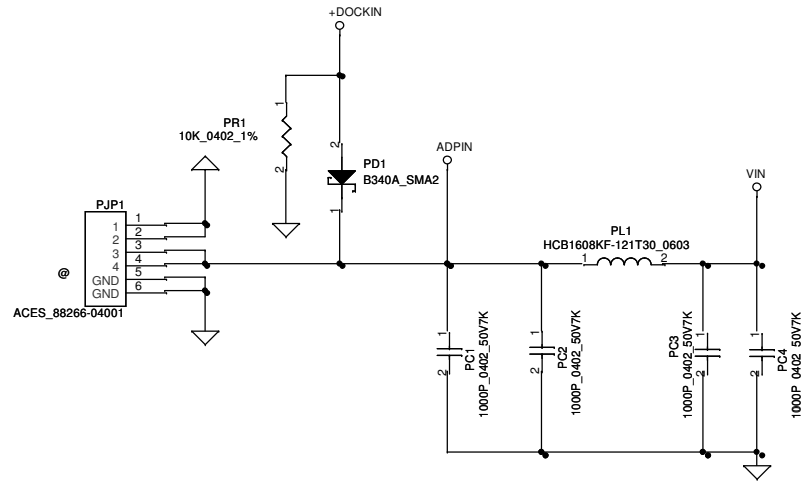 +DOCKIN
1
PR1
10K_0402_1%
2
2
PD1
B340A_SMA2
1
ADPIN
VIN
PJP1
1 1
2 2
3 3
4 4
GND 5
GND 6
@
ACES_88266-04001
PL1
HCB1608KF-121T30_0603
1 2
1
2
PC1
1000P_0402_50V7K
1
2
PC2
1000P_0402_50V7K
1
2
PC3
1000P_0402_50V7K
1
2
PC4
1000P_0402_50V7K